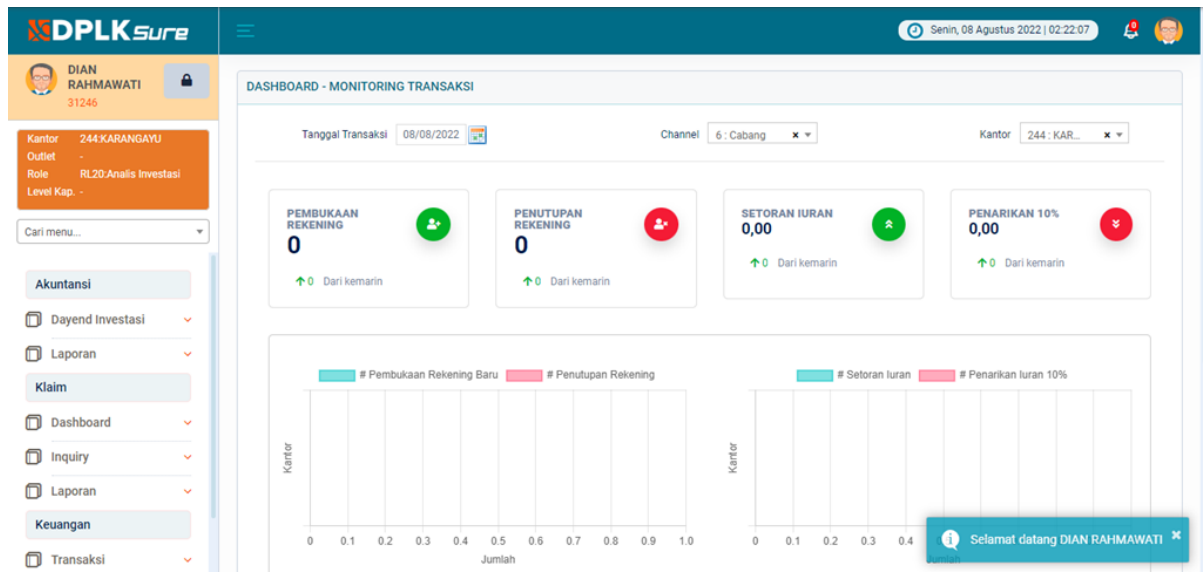 DPLKSure
Senin, 08 Agustus 2022 | 02:22:07
DIAN
RAHMAWATI
31246
Kantor 244:KARANGAYU
Outlet -
Role RL20:Analis Investasi
Level Kap. -
Cari menu...
Akuntansi
Dayend Investasi
Laporan
Klaim
Dashboard
Inquiry
Laporan
Keuangan
Transaksi
DASHBOARD - MONITORING TRANSAKSI
Tanggal Transaksi 08/08/2022 Channel 6 : Cabang × Kantor 244 : KAR... ×
PEMBUKAAN
REKENING
0
0 Dari kemarin
PENUTUPAN
REKENING
0
0 Dari kemarin
SETORAN IURAN
0,00
0 Dari kemarin
PENARIKAN 10%
0,00
0 Dari kemarin
# Pembukaan Rekening Baru # Penutupan Rekening
Kantor
0 0.1 0.2 0.3 0.4 0.5 0.6 0.7 0.8 0.9 1.0
Jumlah
# Setoran Iuran # Penarikan Iuran 10%
Kantor
0 0.1 0.2 0.3 0.4
Jumlah
Selamat datang DIAN RAHMAWATI ×